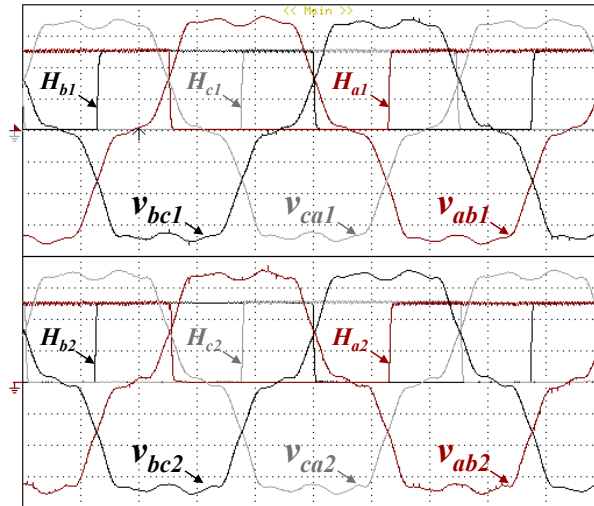 << Main >>
Hb1 Hc1 Ha1
vbc1 vca1 vab1
Hb2 Hc2 Ha2
vbc2 vca2 vab2